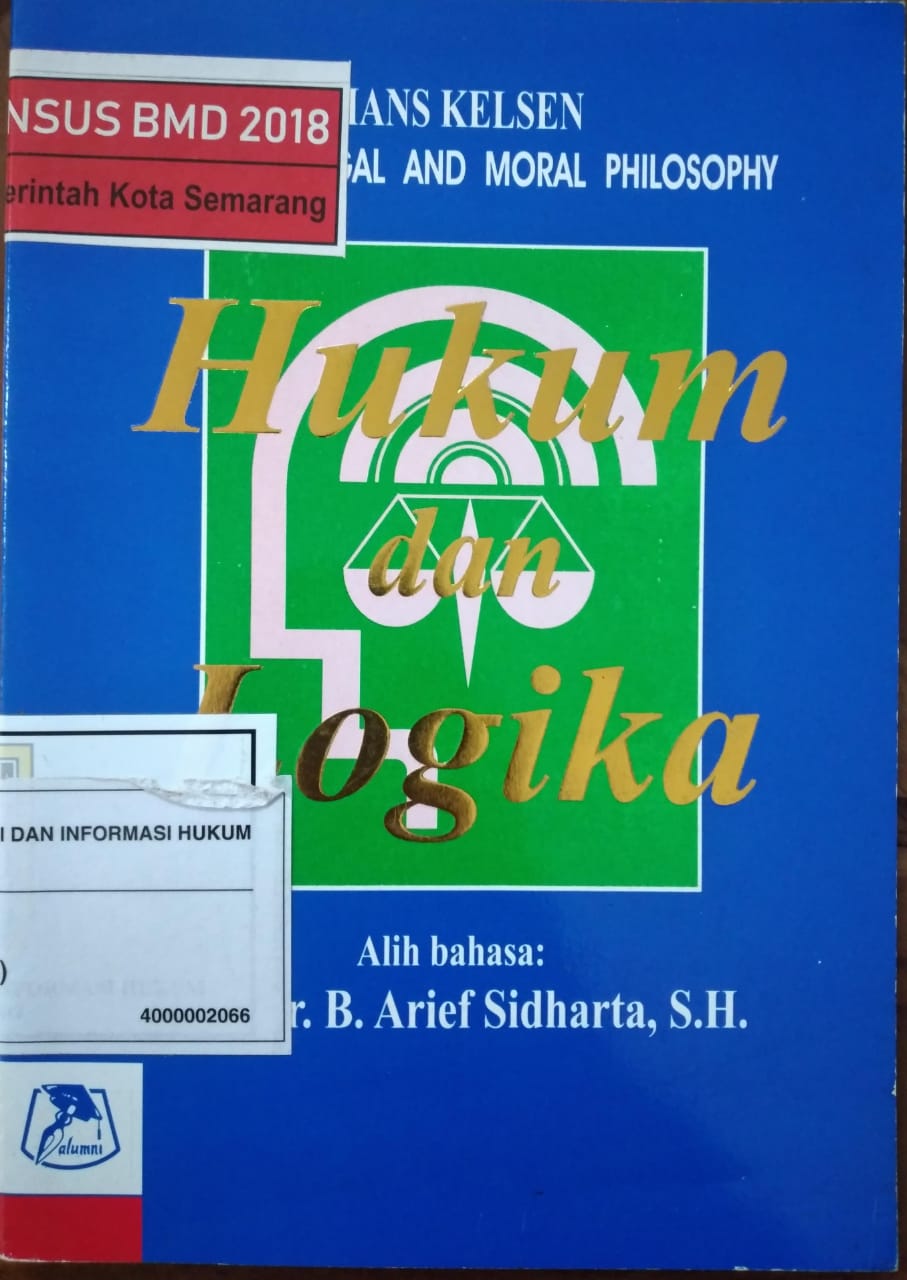 NSUS BMD 2018
erintah Kota Semarang
HANS KELSEN
GAL AND MORAL PHILOSOPHY
Hukum
dan
Logika
I DAN INFORMASI HUKUM
)
4000002066
Alih bahasa:
r. B. Arief Sidharta, S.H.
alumni